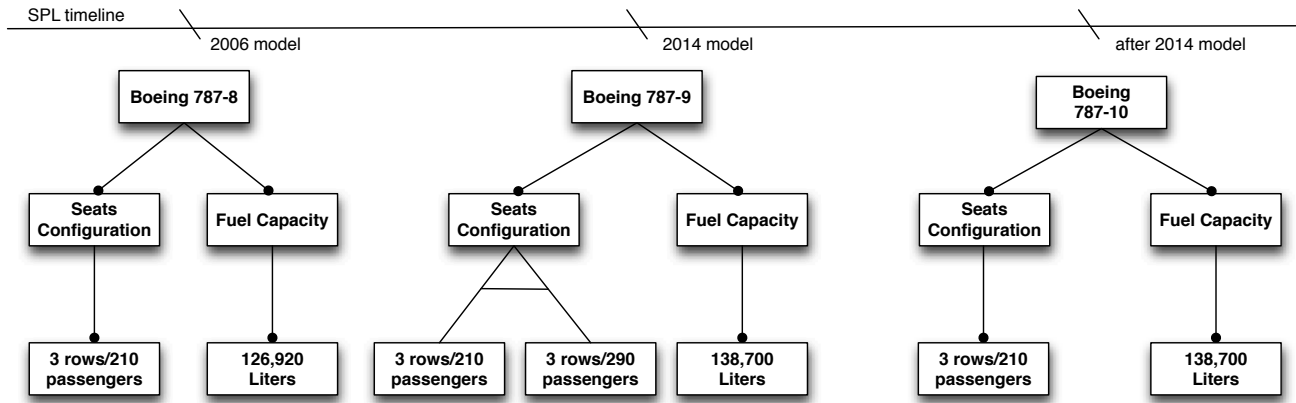 SPL timeline
2006 model
2014 model
after 2014 model
Boeing 787-8
Boeing 787-9
Boeing
787-10
Seats
Configuration
Fuel Capacity
Seats
Configuration
Fuel Capacity
Seats
Configuration
Fuel Capacity
3 rows/210
passengers
126,920
Liters
3 rows/210
passengers
3 rows/290
passengers
138,700
Liters
3 rows/210
passengers
138,700
Liters